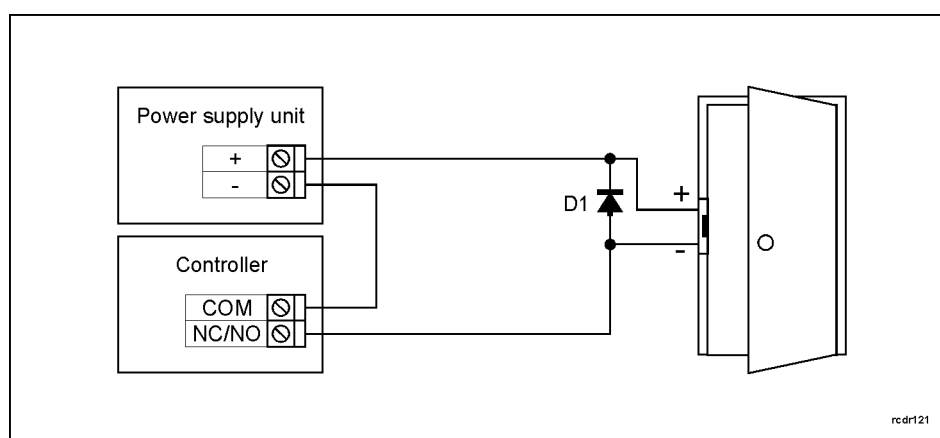 Power supply unit
+
-
Controller
COM
NC/NO
D1
+
-
rcdr121